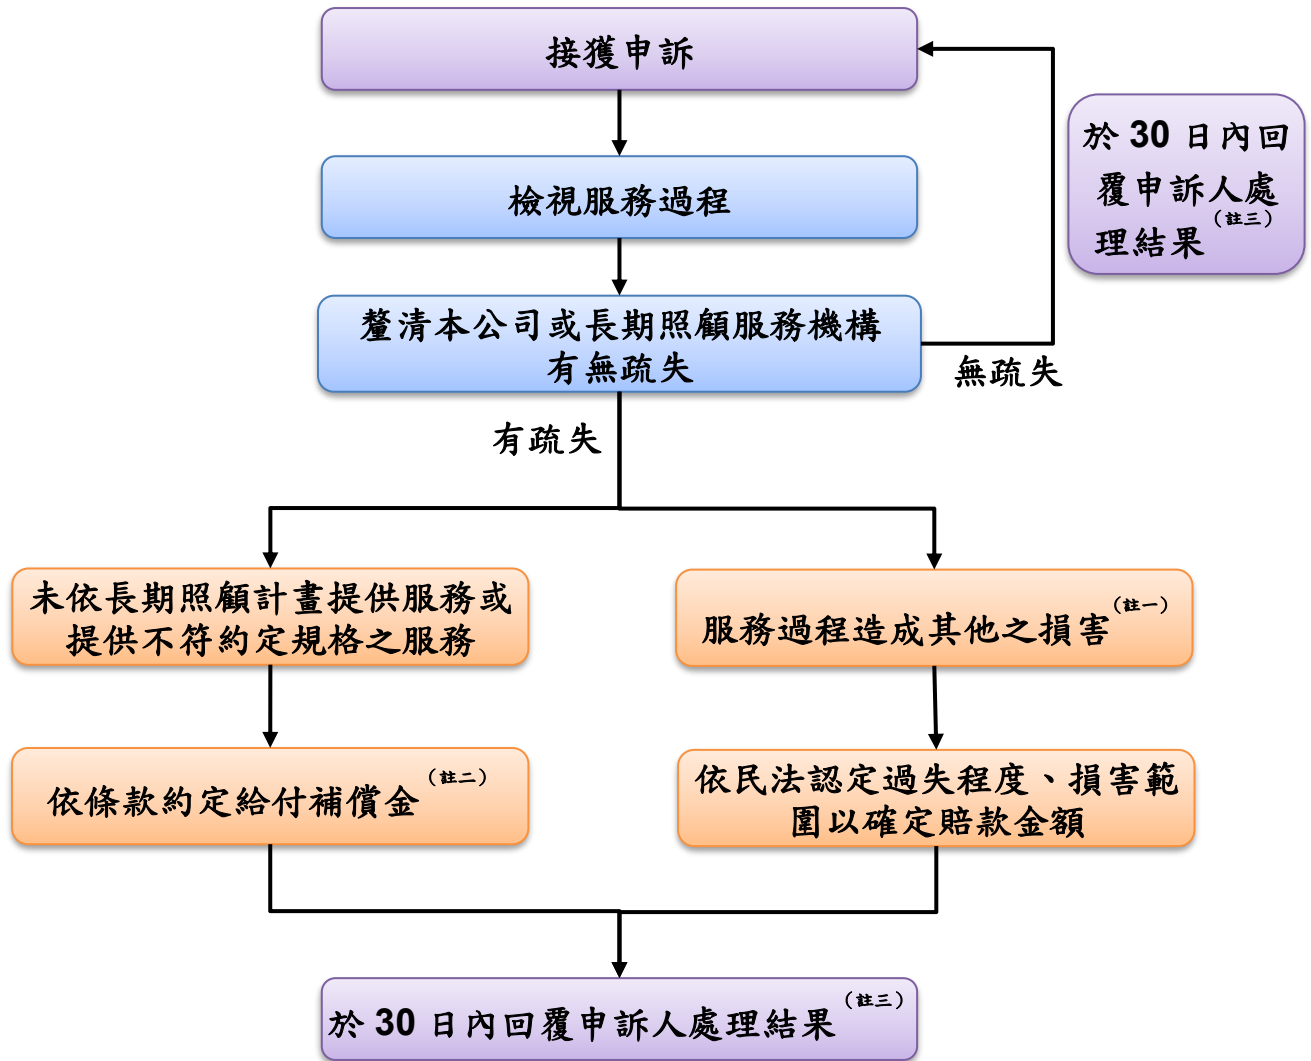 接獲申訴
檢視服務過程
釐清本公司或長期照顧服務機構
有無疏失
無疏失
於 30 日內回
覆申訴人處
理結果（註三）
有疏失
未依長期照顧計畫提供服務或
提供不符約定規格之服務
服務過程造成其他之損害（註一）
依條款約定給付補償金（註二）
依民法認定過失程度、損害範
圍以確定賠款金額
於 30 日內回覆申訴人處理結果（註三）